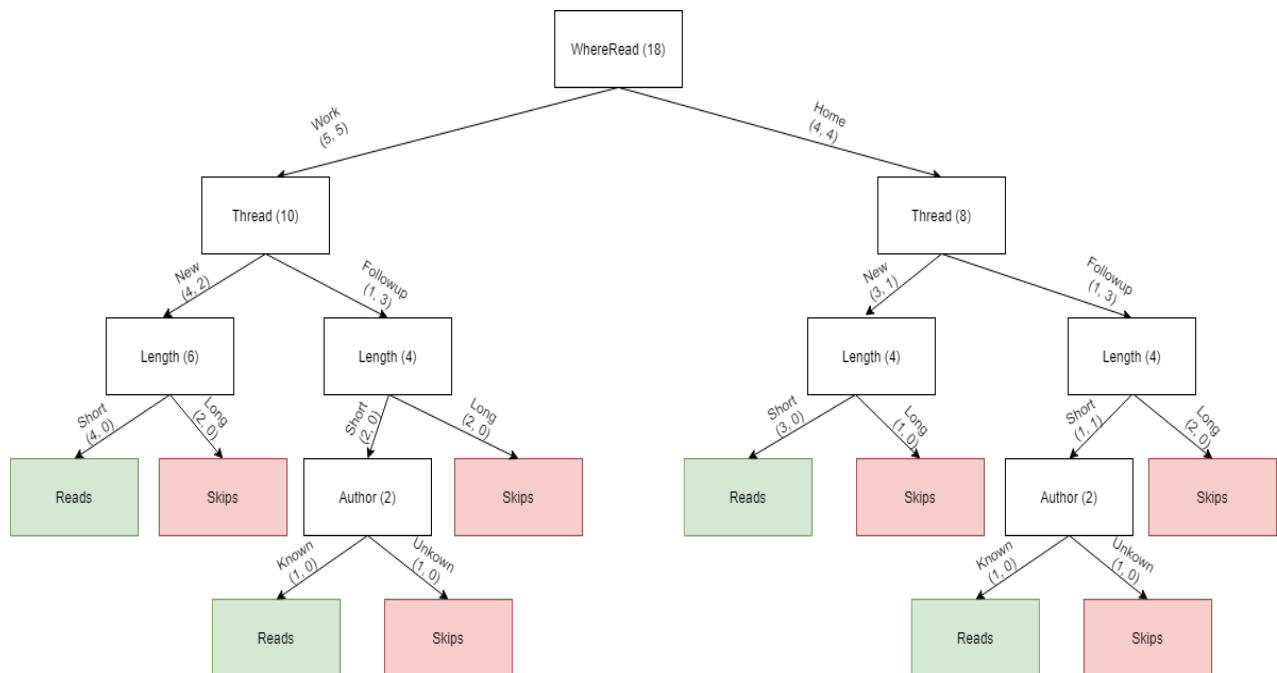 WhereRead (18)
Work
(5, 5)
Home
(4, 4)
Thread (10)
Thread (8)
New
(4, 2)
Followup
(1, 3)
New
(3, 1)
Followup
(1, 3)
Length (6)
Length (4)
Length (4)
Length (4)
Short
(4, 0)
Long
(2, 0)
Short
(2, 0)
Long
(2, 0)
Short
(3, 0)
Long
(1, 0)
Short
(1, 1)
Long
(2, 0)
Reads
Skips
Author (2)
Skips
Reads
Skips
Author (2)
Skips
Known
(1, 0)
Unkown
(1, 0)
Known
(1, 0)
Unkown
(1, 0)
Reads
Skips
Reads
Skips